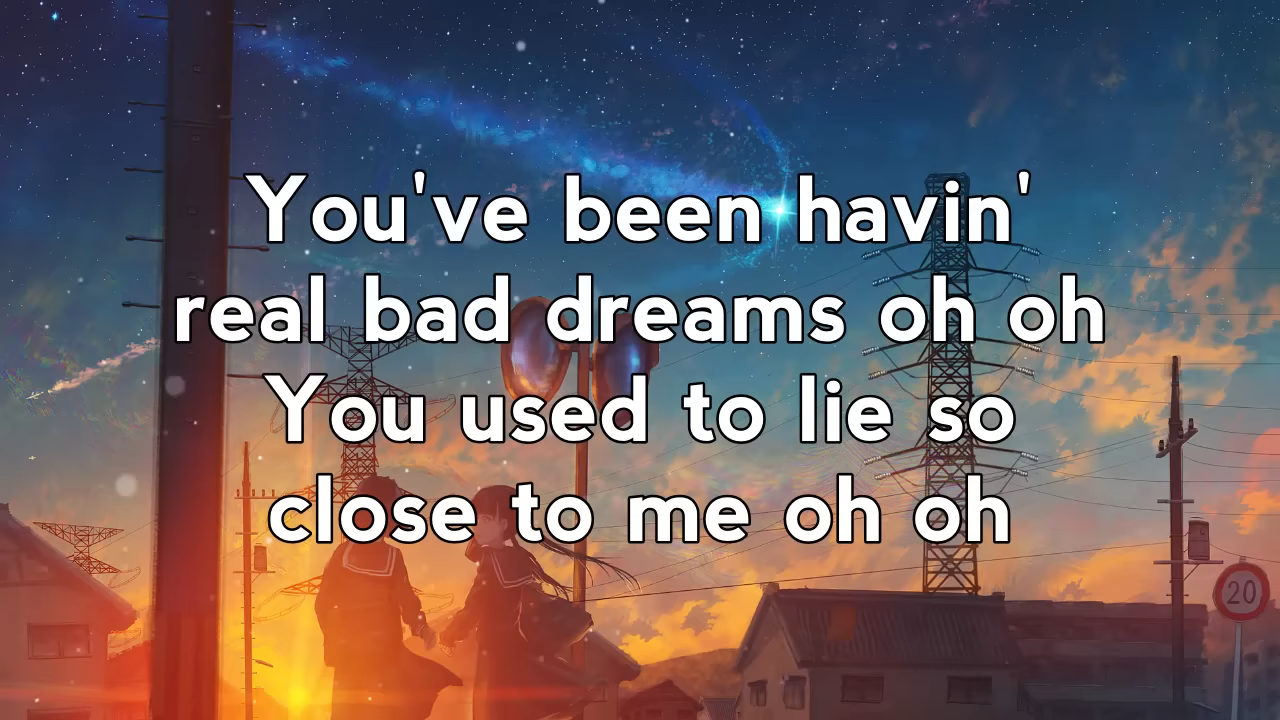 You've been havin'
real bad dreams oh oh
You used to lie so
close to me oh oh
20